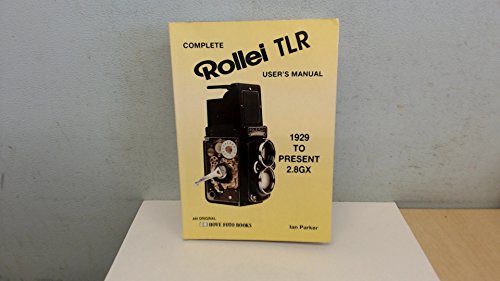 COMPLETE
Rollei TLR
USER'S MANUAL
1929
TO
PRESENT
2.8GX
AN ORIGINAL
HOVE FOTO BOOKS
Ian Parker